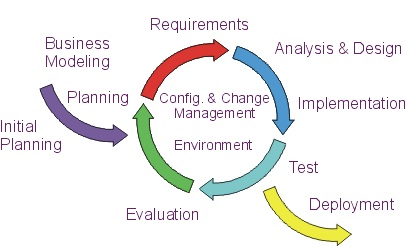 Requirements
Business
Modeling
Analysis & Design
Planning
Config. & Change
Management
Implementation
Initial
Planning
Environment
Test
Evaluation
Deployment